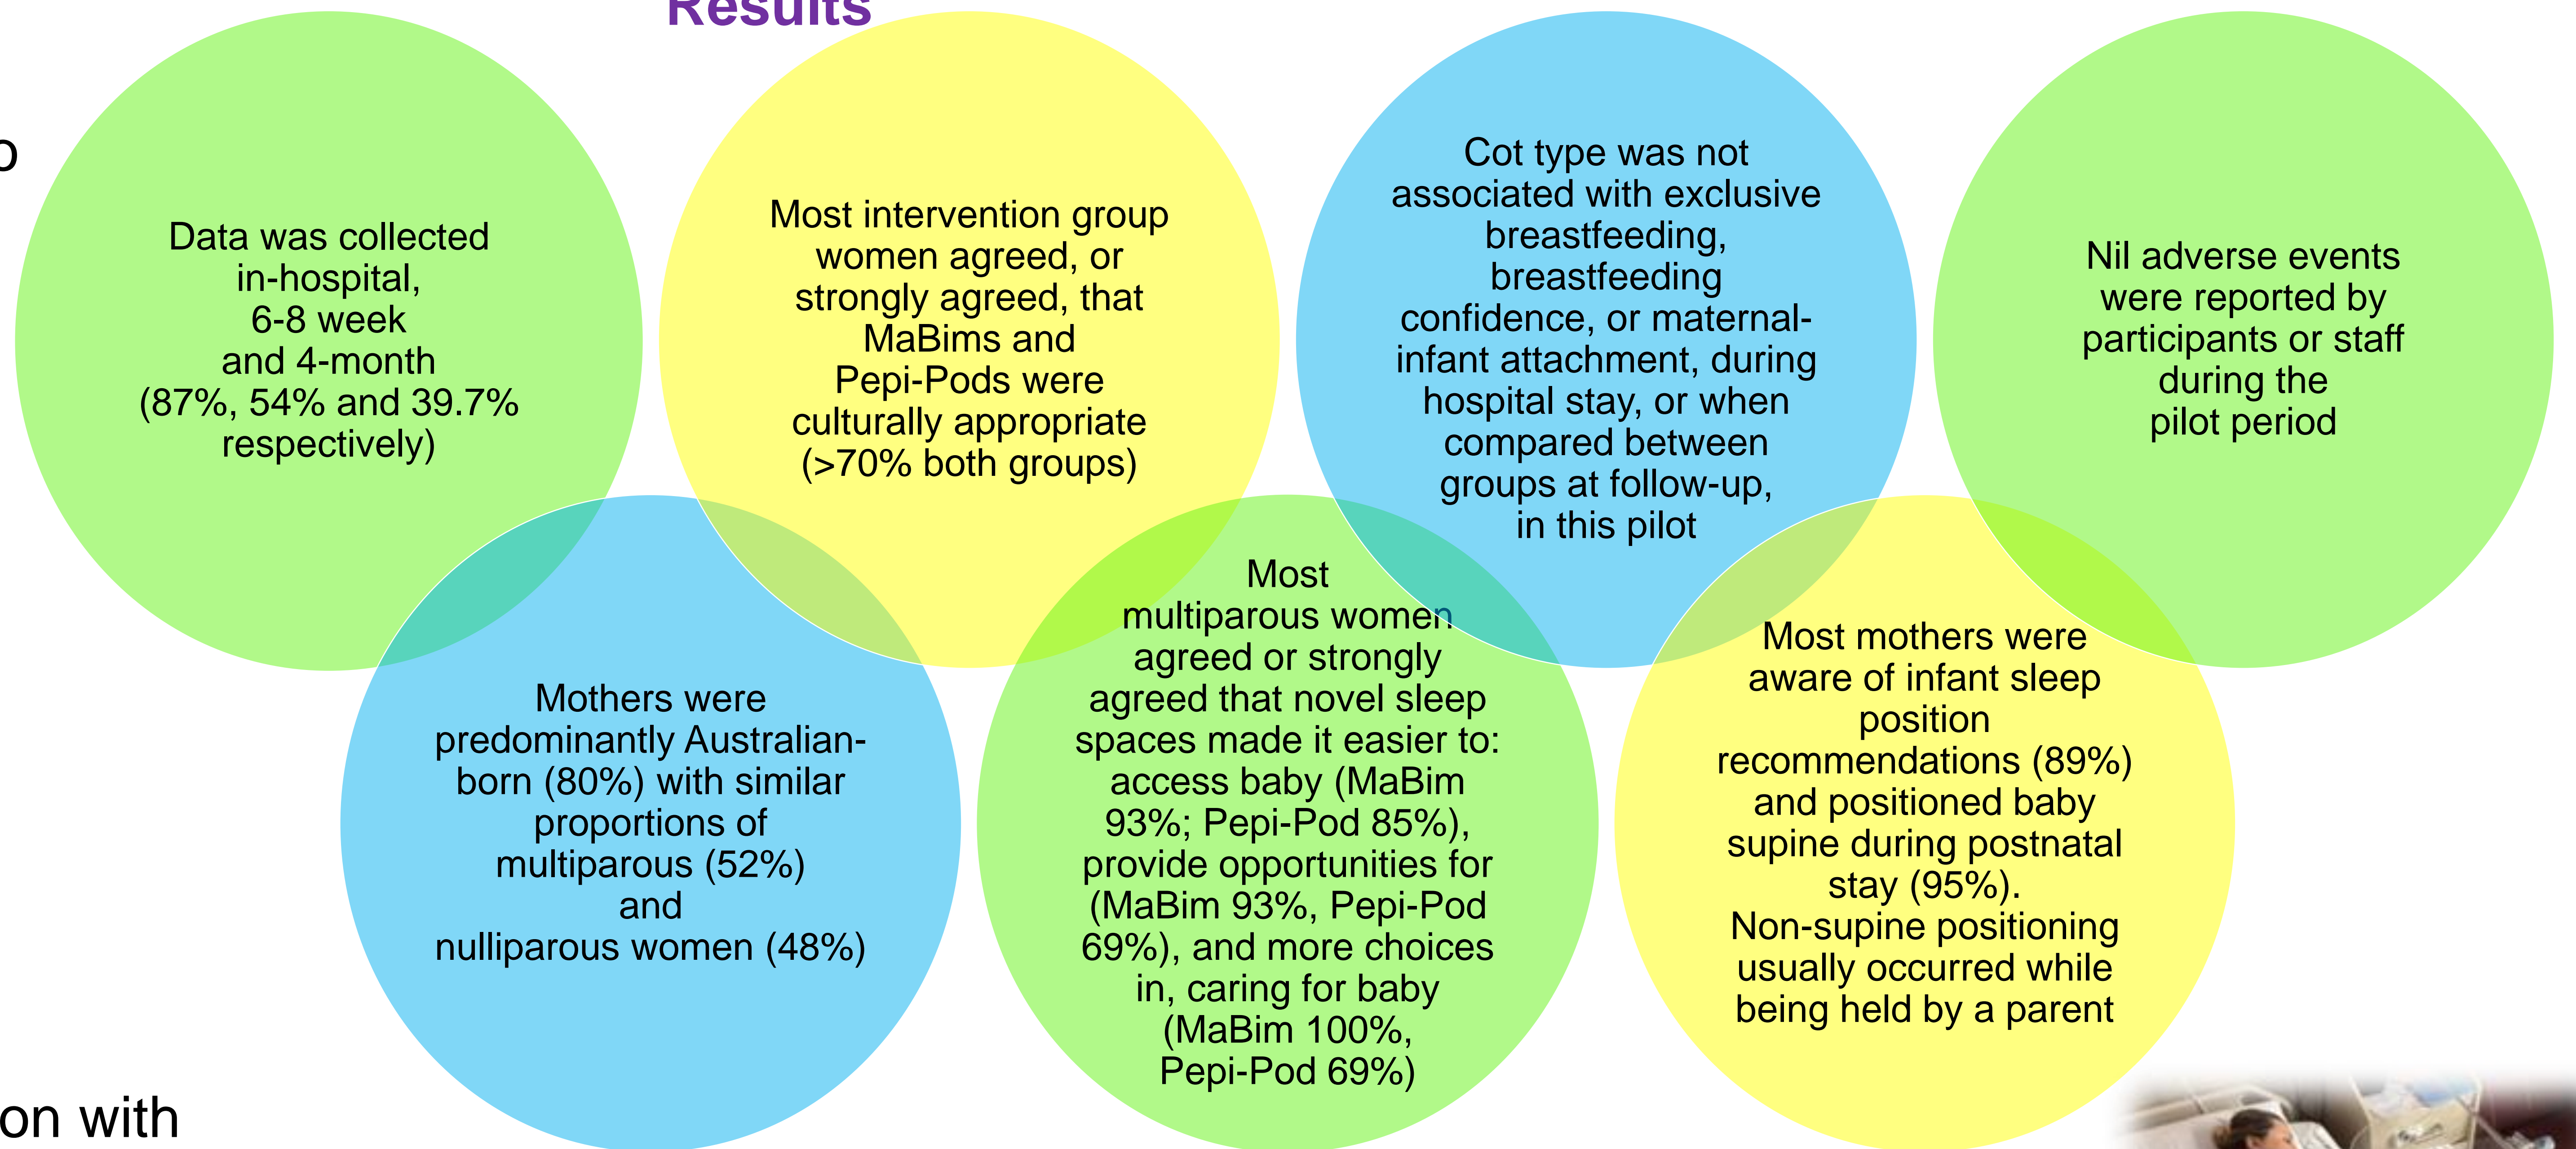 Results
o
Data was collected
in-hospital,
6-8 week
and 4-month
(87%, 54% and 39.7%
respectively)
Most intervention group
women agreed, or
strongly agreed, that
MaBims and
Pepi-Pods were
culturally appropriate
(>70% both groups)
Cot type was not
associated with exclusive
breastfeeding,
breastfeeding
confidence, or maternal-
infant attachment, during
hospital stay, or when
compared between
groups at follow-up,
in this pilot
Nil adverse events
were reported by
participants or staff
during the
pilot period
Mothers were
predominantly Australian-
born (80%) with similar
proportions of
multiparous (52%)
and
nulliparous women (48%)
Most
multiparous women
agreed or strongly
agreed that novel sleep
spaces made it easier to:
access baby (MaBim
93%; Pepi-Pod 85%),
provide opportunities for
(MaBim 93%, Pepi-Pod
69%), and more choices
in, caring for baby
(MaBim 100%,
Pepi-Pod 69%)
Most mothers were
aware of infant sleep
position
recommendations (89%)
and positioned baby
supine during postnatal
stay (95%).
Non-supine positioning
usually occurred while
being held by a parent
on with